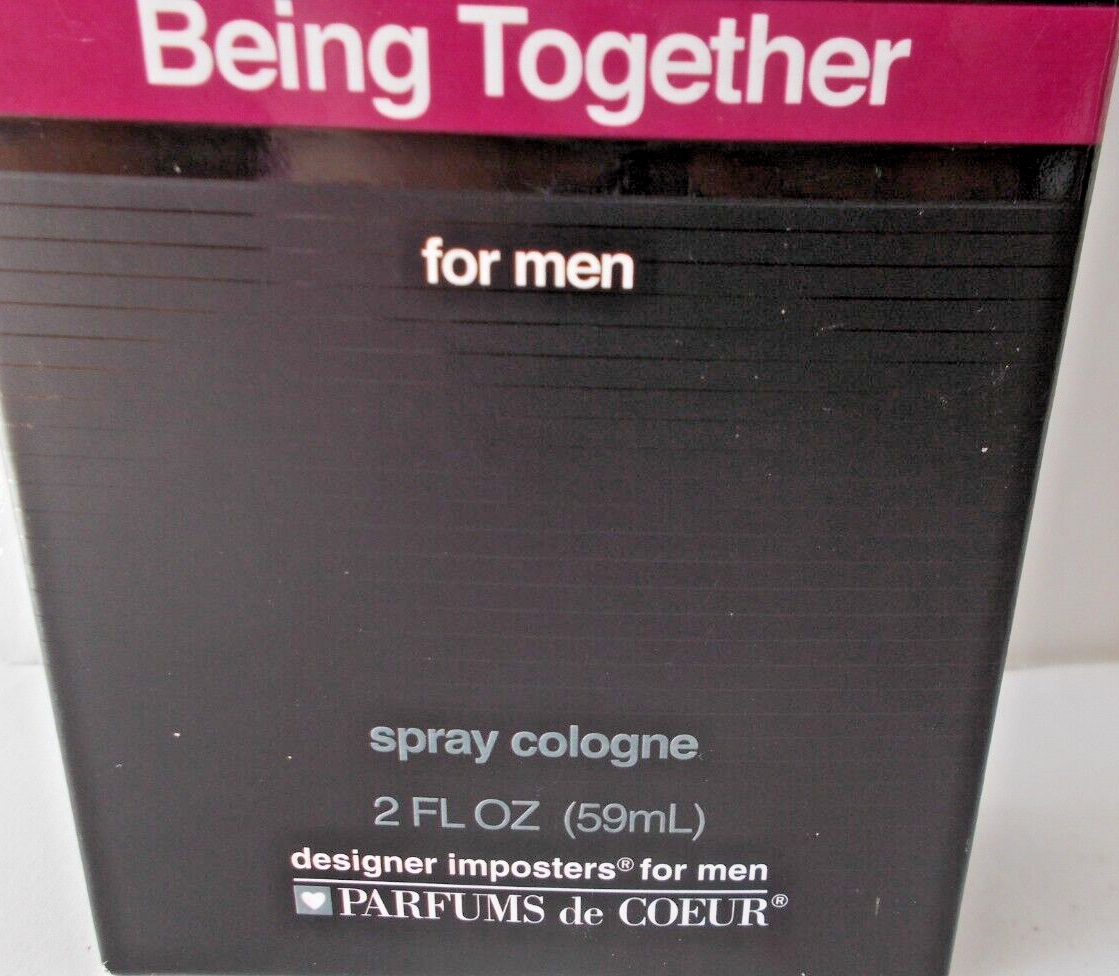 Being Together
for men
spray cologne
2 FL OZ (59mL)
designer imposters® for men
PARFUMS de COEUR®